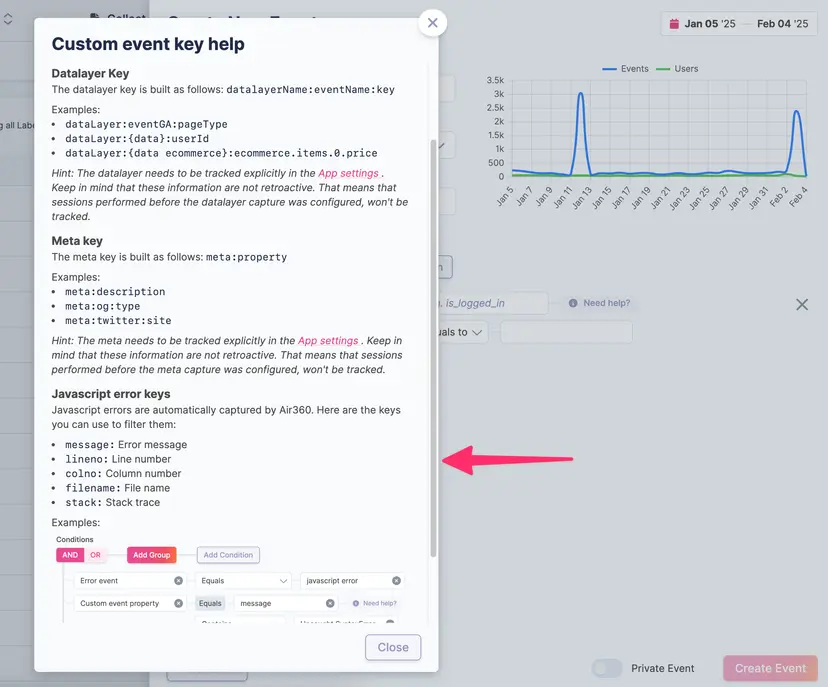 Collect
Custom event key help
Jan 05 '25 — Feb 04 '25
Datalayer Key
The datalayer key is built as follows: datalayerName:eventName:key
Examples:
• dataLayer:eventGA:pageType
• dataLayer:{data}:userId
• dataLayer:{data ecommerce}:ecommerce.items.0.price
Hint: The datalayer needs to be tracked explicitly in the App settings .
Keep in mind that these information are not retroactive. That means that
sessions performed before the datalayer capture was configured, won't be
tracked.
Meta key
The meta key is built as follows: meta:property
Examples:
• meta:description
• meta:og:type
• meta:twitter:site
Hint: The meta needs to be tracked explicitly in the App settings . Keep in
mind that these information are not retroactive. That means that sessions
performed before the meta capture was configured, won't be tracked.
Javascript error keys
Javascript errors are automatically captured by Air360. Here are the keys
you can use to filter them:
• message: Error message
• lineno: Line number
• colno: Column number
• filename: File name
• stack: Stack trace
Examples:
Conditions
AND OR Add Group Add Condition
Error event Equals javascript error
Custom event property Equals message Need help?
Close
g all Labe
Events Users
3.5k
3k
2.5k
2k
1.5k
1k
500
0
Jan 5 Jan 7 Jan 9 Jan 11 Jan 13 Jan 15 Jan 17 Jan 19 Jan 21 Jan 23 Jan 25 Jan 27 Jan 29 Jan 31 Feb 2 Feb 4
. is_logged_in Need help?
uals to
Private Event Create Event